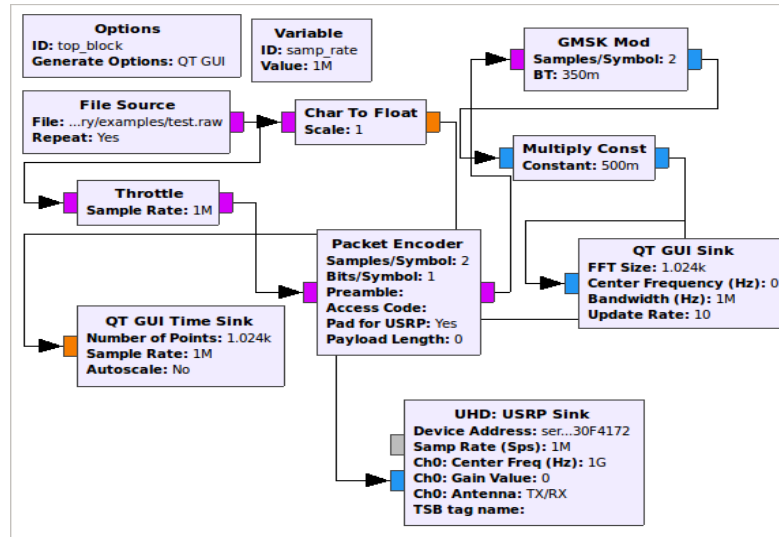 Options
ID: top_block
Generate Options: QT GUI
Variable
ID: samp_rate
Value: 1M
GMSK Mod
Samples/Symbol: 2
BT: 350m
File Source
File: ...ry/examples/test.raw
Repeat: Yes
Char To Float
Scale: 1
Multiply Const
Constant: 500m
Throttle
Sample Rate: 1M
Packet Encoder
Samples/Symbol: 2
Bits/Symbol: 1
Preamble:
Access Code:
Pad for USRP: Yes
Payload Length: 0
QT GUI Sink
FFT Size: 1.024k
Center Frequency (Hz): 0
Bandwidth (Hz): 1M
Update Rate: 10
QT GUI Time Sink
Number of Points: 1.024k
Sample Rate: 1M
Autoscale: No
UHD: USRP Sink
Device Address: ser...30F4172
Samp Rate (Sps): 1M
Ch0: Center Freq (Hz): 1G
Ch0: Gain Value: 0
Ch0: Antenna: TX/RX
TSB tag name: